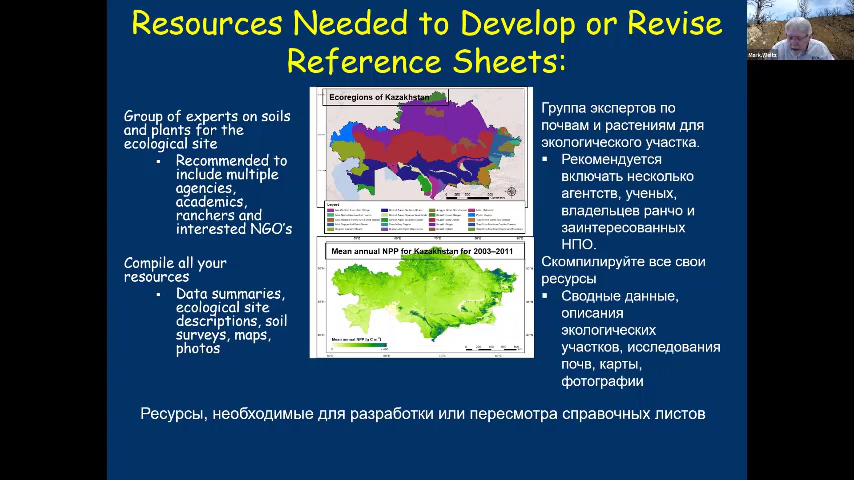 Resources Needed to Develop or Revise
Reference Sheets:
Mark Weltz
Group of experts on soils
and plants for the
ecological site
▪ Recommended to
include multiple
agencies,
academics,
ranchers and
interested NGO's
Compile all your
resources
▪ Data summaries,
ecological site
descriptions, soil
surveys, maps,
photos
Ecoregions of Kazakhstan
Legend
Mean annual NPP for Kazakhstan for 2003–2011
Группа экспертов по
почвам и растениям для
экологического участка.
▪ Рекомендуется
включать несколько
агентств, ученых,
владельцев ранчо и
заинтересованных
НПО.
Скомпилируйте все свои
ресурсы
▪ Сводные данные,
описания
экологических
участков, исследования
почв, карты,
фотографии
Ресурсы, необходимые для разработки или пересмотра справочных листов